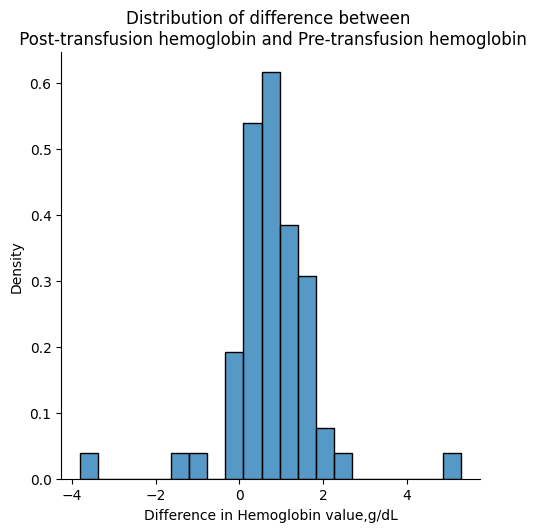 Distribution of difference between
Post-transfusion hemoglobin and Pre-transfusion hemoglobin
0.6
0.5
0.4
0.3
0.2
0.1
0.0
Density
−4 −2 0 2 4
Difference in Hemoglobin value,g/dL